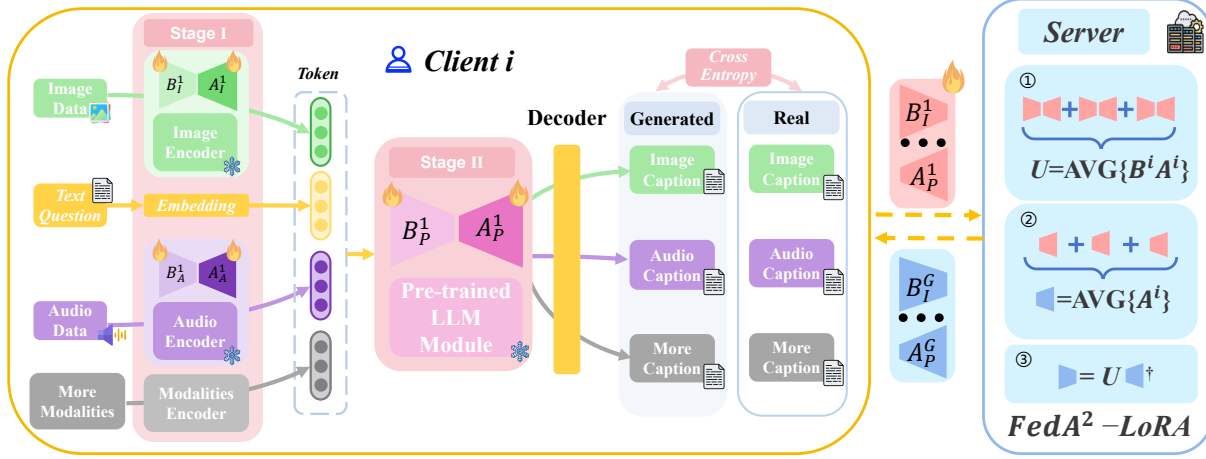 Stage I
Client i
Server
Image
Data
B_I^1
A_I^1
Image
Encoder
Text
Question
Embedding
B_A^1
A_A^1
Audio
Data
Audio
Encoder
More
Modalities
Modalities
Encoder
Token
Stage II
B_P^1
A_P^1
Pre-trained
LLM
Module
Decoder
Cross
Entropy
Generated
Real
Image
Caption
Image
Caption
Audio
Caption
Audio
Caption
More
Caption
More
Caption
B_I^1
•••
A_P^1
B_I^G
•••
A_P^G
①
+ +
U=AVG{B^i A^i}
②
+ +
=AVG{A^i}
③
= U †
FedA² −LoRA